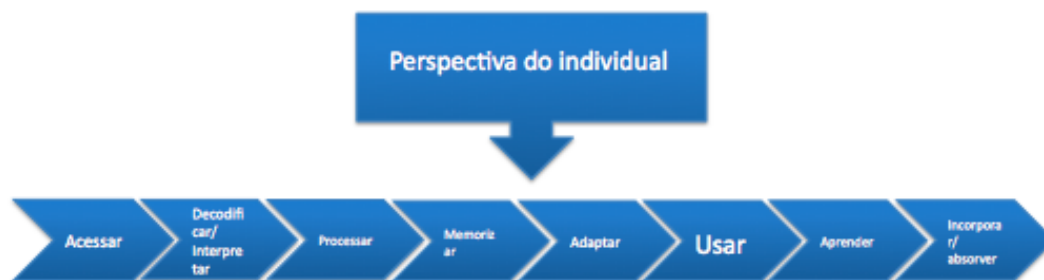 Perspectiva do individual
Acessar
Decodifi
car/
Interpre
tar
Processar
Memoriz
ar
Adaptar
Usar
Aprender
Incorpora
r/
absorver